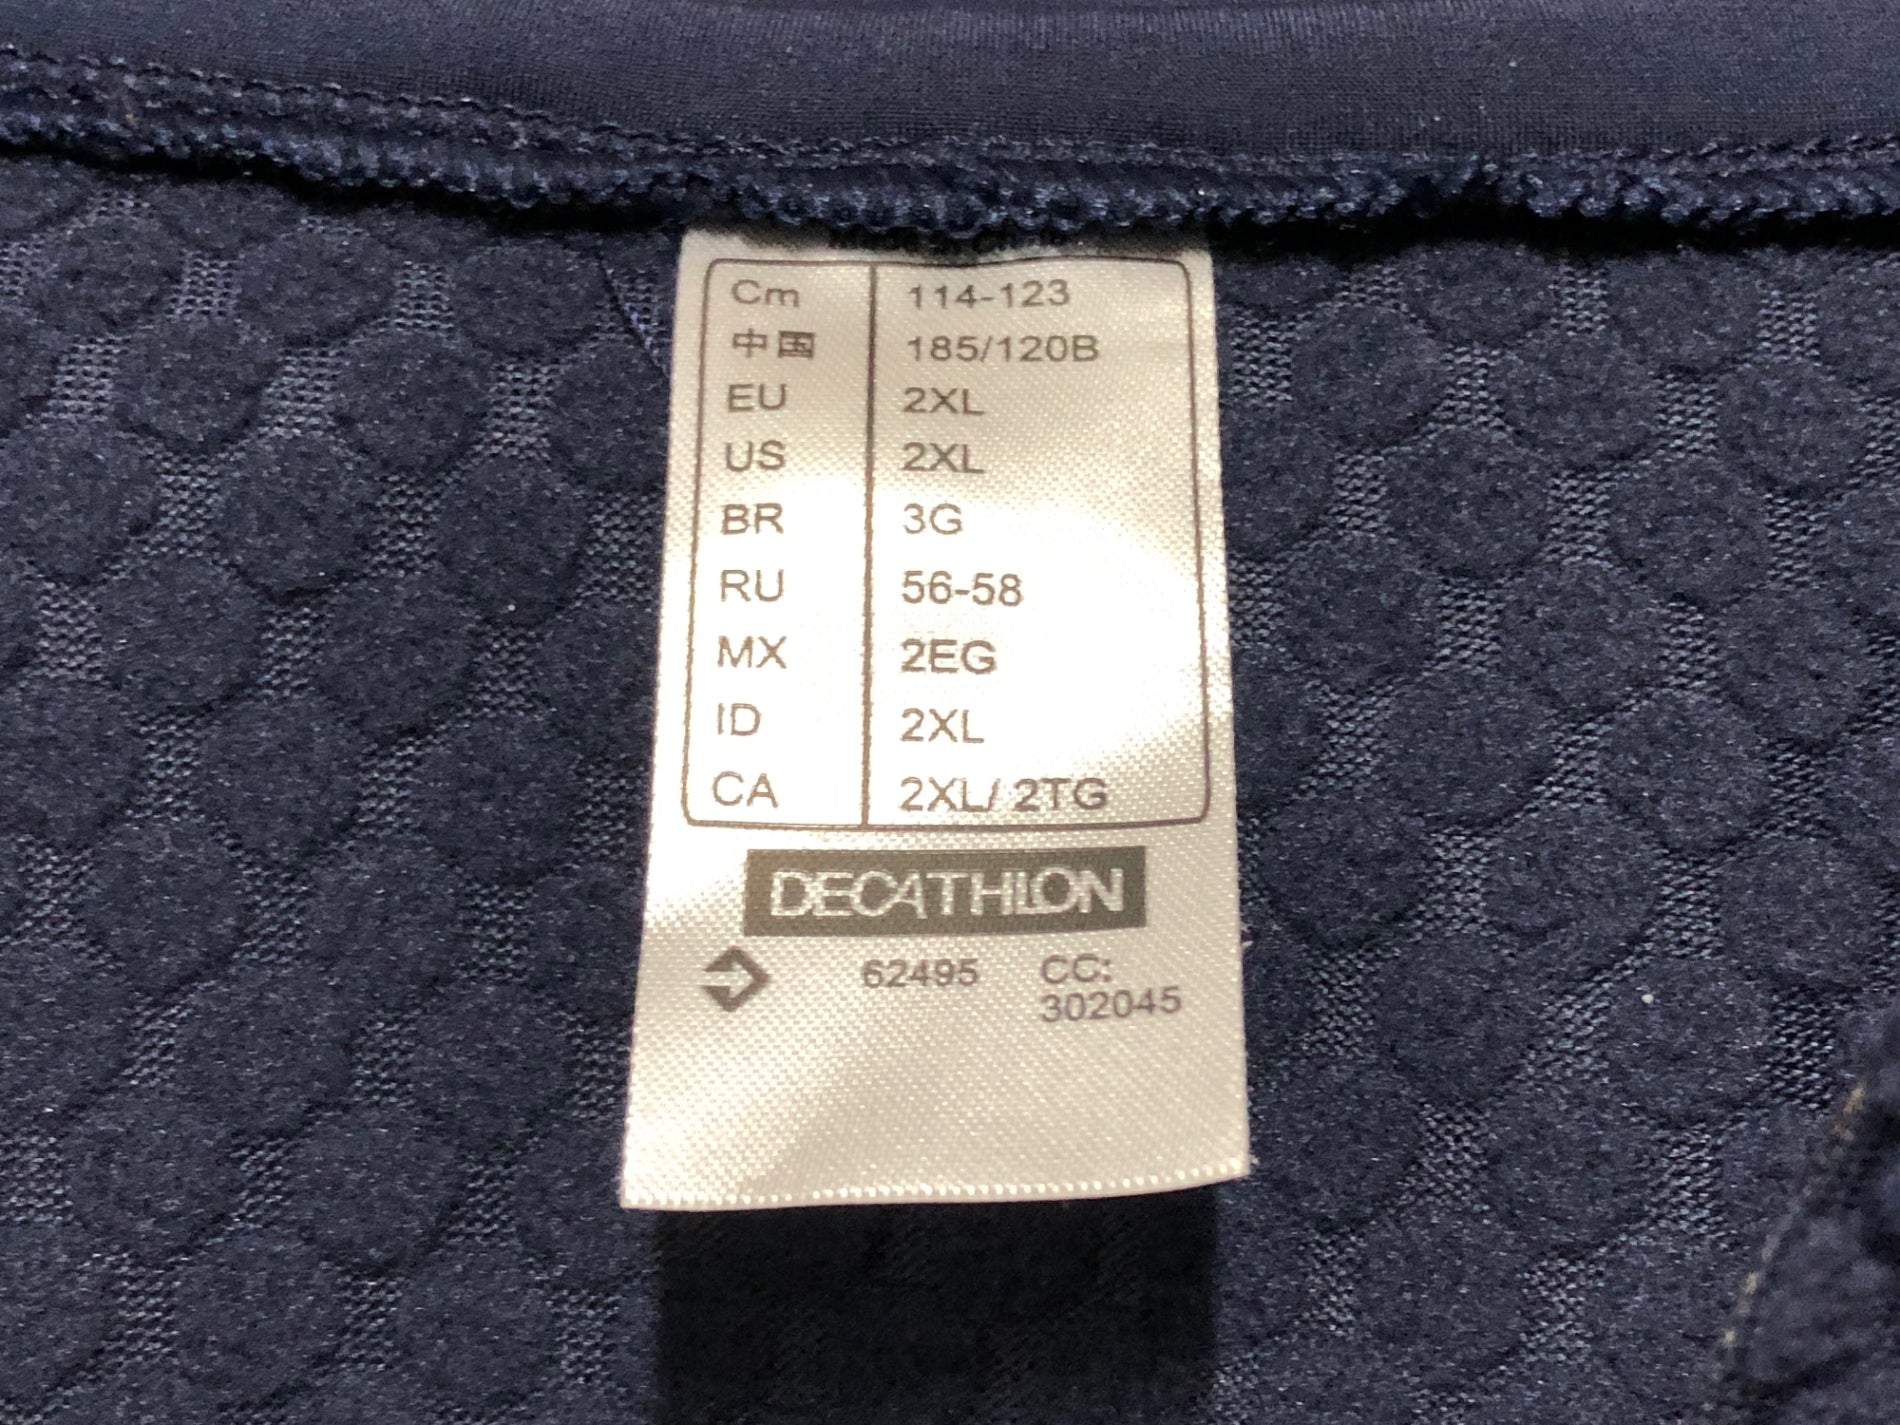 Cm 114-123
中国 185/120B
EU 2XL
US 2XL
BR 3G
RU 56-58
MX 2EG
ID 2XL
CA 2XL/ 2TG
DECATHLON
62495 CC:
302045